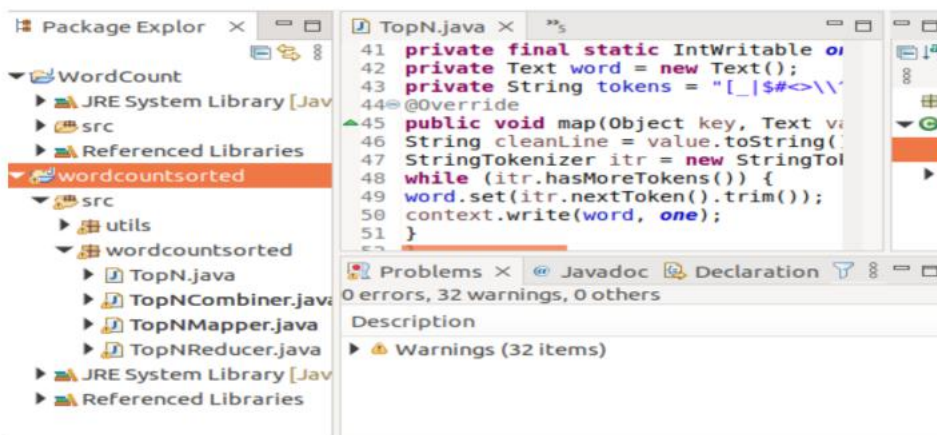 Package Explor
WordCount
JRE System Library [Jav
src
Referenced Libraries
wordcountsorted
src
utils
wordcountsorted
TopN.java
TopNCombiner.java
TopNMapper.java
TopNReducer.java
JRE System Library [Jav
Referenced Libraries
TopN.java
41 private final static IntWritable
42 private Text word = new Text();
43 private String tokens = "[_|$#<>\\^
44 @Override
45 public void map(Object key, Text va
46 String cleanLine = value.toString(
47 StringTokenizer itr = new StringTo
48 while (itr.hasMoreTokens()) {
49 word.set(itr.nextToken().trim());
50 context.write(word, one);
51 }
Problems @ Javadoc Declaration
0 errors, 32 warnings, 0 others
Description
Warnings (32 items)